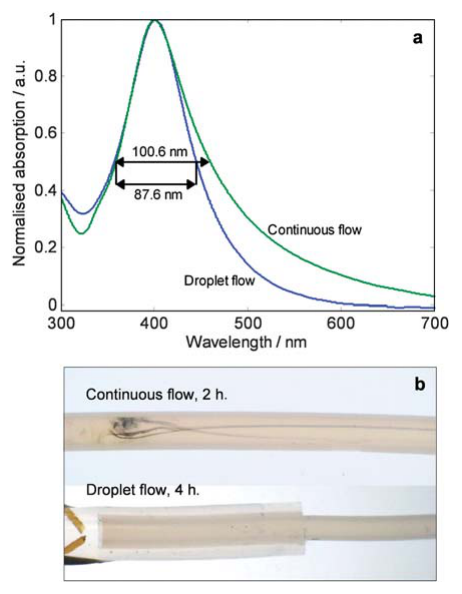 a
1
0.8
0.6
0.4
0.2
0
Normalised absorption / a.u.
100.6 nm
87.6 nm
Continuous flow
Droplet flow
300
400
500
600
700
Wavelength / nm
b
Continuous flow, 2 h.
Droplet flow, 4 h.